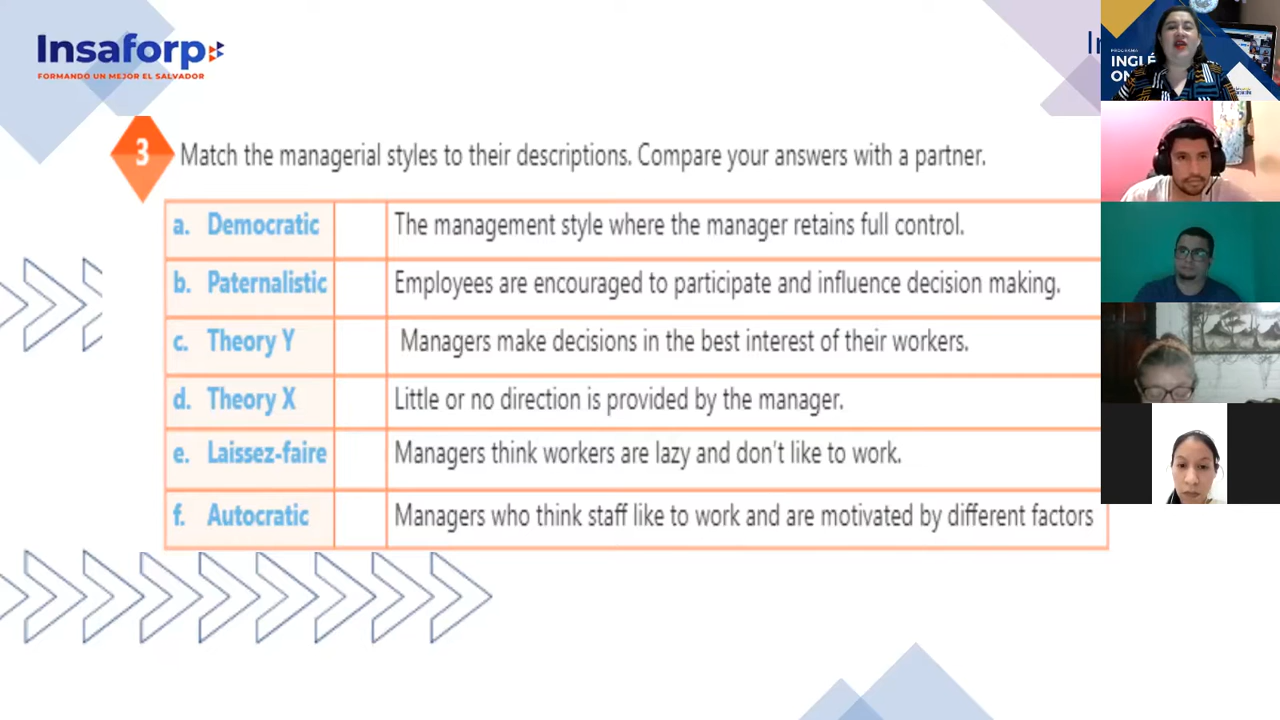 Insaforp
FORMANDO UN MEJOR EL SALVADOR
PROGRAMA
INGLÉ
ON
3 Match the managerial styles to their descriptions. Compare your answers with a partner.
a. Democratic The management style where the manager retains full control.
b. Paternalistic Employees are encouraged to participate and influence decision making.
c. Theory Y Managers make decisions in the best interest of their workers.
d. Theory X Little or no direction is provided by the manager.
e. Laissez-faire Managers think workers are lazy and don't like to work.
f. Autocratic Managers who think staff like to work and are motivated by different factors